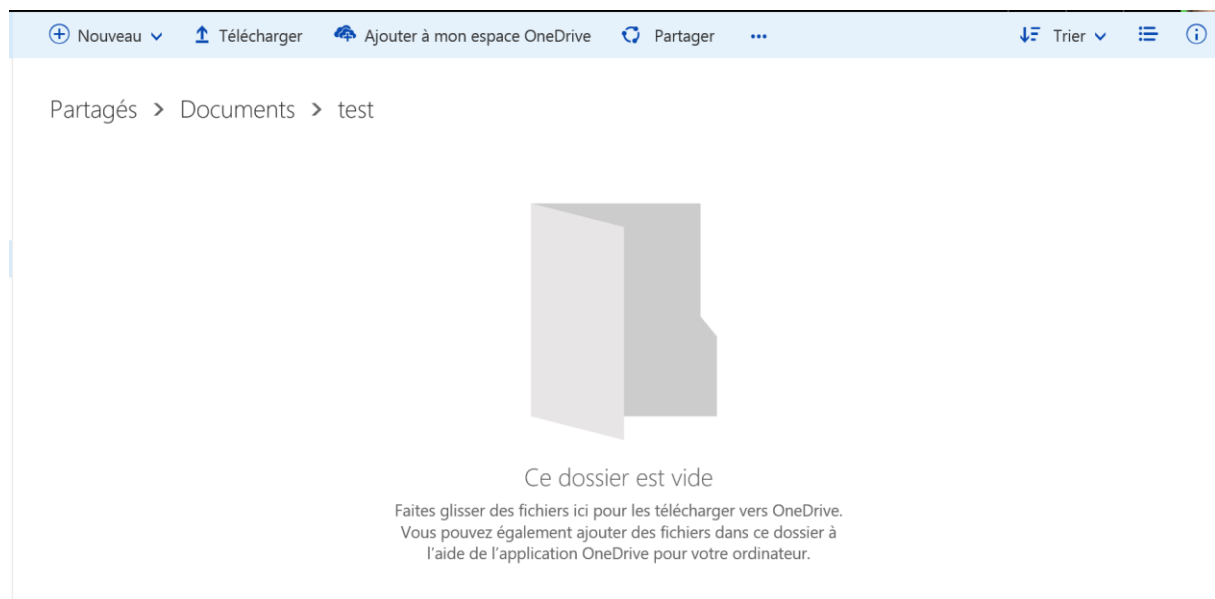 Nouveau Télécharger Ajouter à mon espace OneDrive Partager ... Trier
Partagés > Documents > test
Ce dossier est vide
Faites glisser des fichiers ici pour les télécharger vers OneDrive.
Vous pouvez également ajouter des fichiers dans ce dossier à
l'aide de l'application OneDrive pour votre ordinateur.